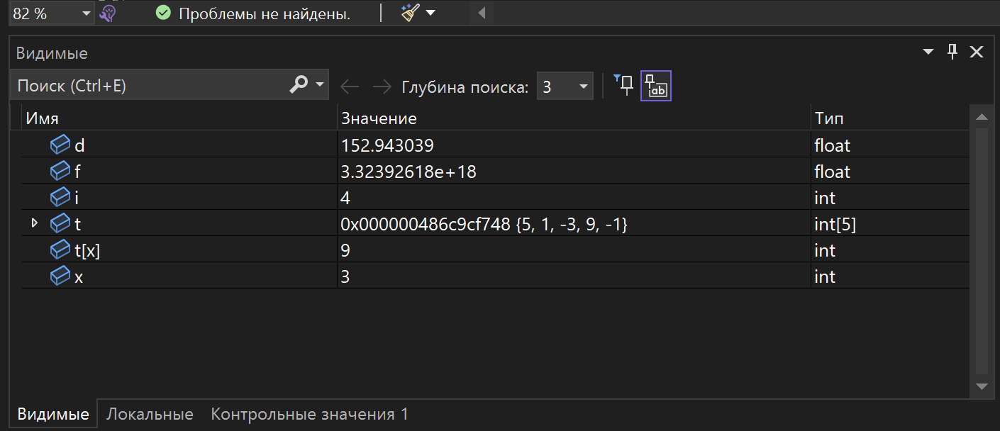 82 % Проблемы не найдены.
Видимые
Поиск (Ctrl+E) Глубина поиска: 3
Имя Значение Тип
d 152.943039 float
f 3.32392618e+18 float
i 4 int
t 0x000000486c9cf748 {5, 1, -3, 9, -1} int[5]
t[x] 9 int
x 3 int
Видимые Локальные Контрольные значения 1